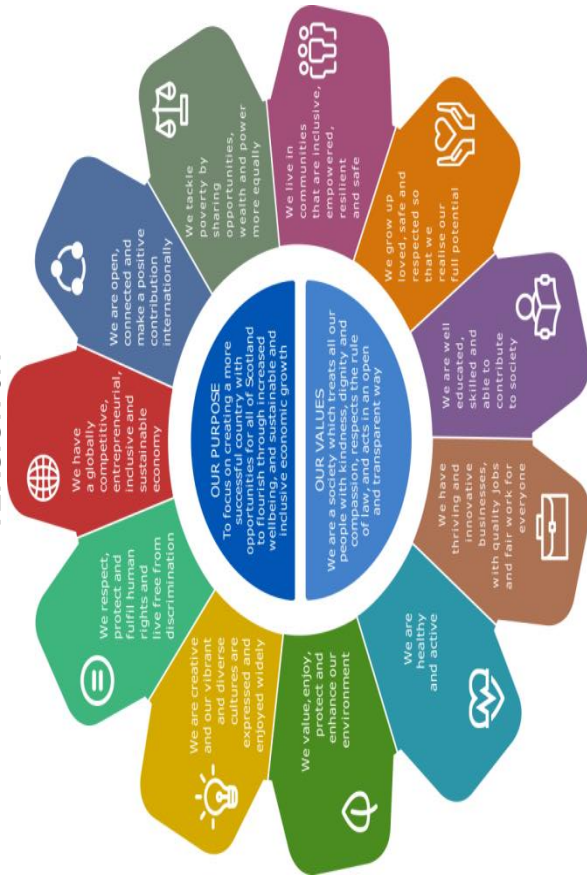 We have
a globally
competitive,
entrepreneurial,
inclusive and
sustainable
economy
We are open,
connected and
make a positive
contribution
internationally
We tackle
poverty by
sharing
opportunities,
wealth and power
more equally
We live in
communities
that are inclusive,
empowered,
resilient
and safe
We grow up
loved, safe and
respected so
that we
realise our
full potential
We are well
educated,
skilled and
able to
contribute
to society
We have
thriving and
innovative
businesses,
with quality jobs
and fair work for
everyone
We are
healthy
and active
We value, enjoy,
protect and
enhance our
environment
We are creative
and our vibrant
and diverse
cultures are
expressed and
enjoyed widely
We respect,
protect and
fulfil human
rights and
live free from
discrimination
OUR PURPOSE
To focus on creating a more
successful country with
opportunities for all of Scotland
to flourish through increased
wellbeing, and sustainable and
inclusive economic growth
OUR VALUES
We are a society which treats all our
people with kindness, dignity and
compassion, respects the rule
of law, and acts in an open
and transparent way